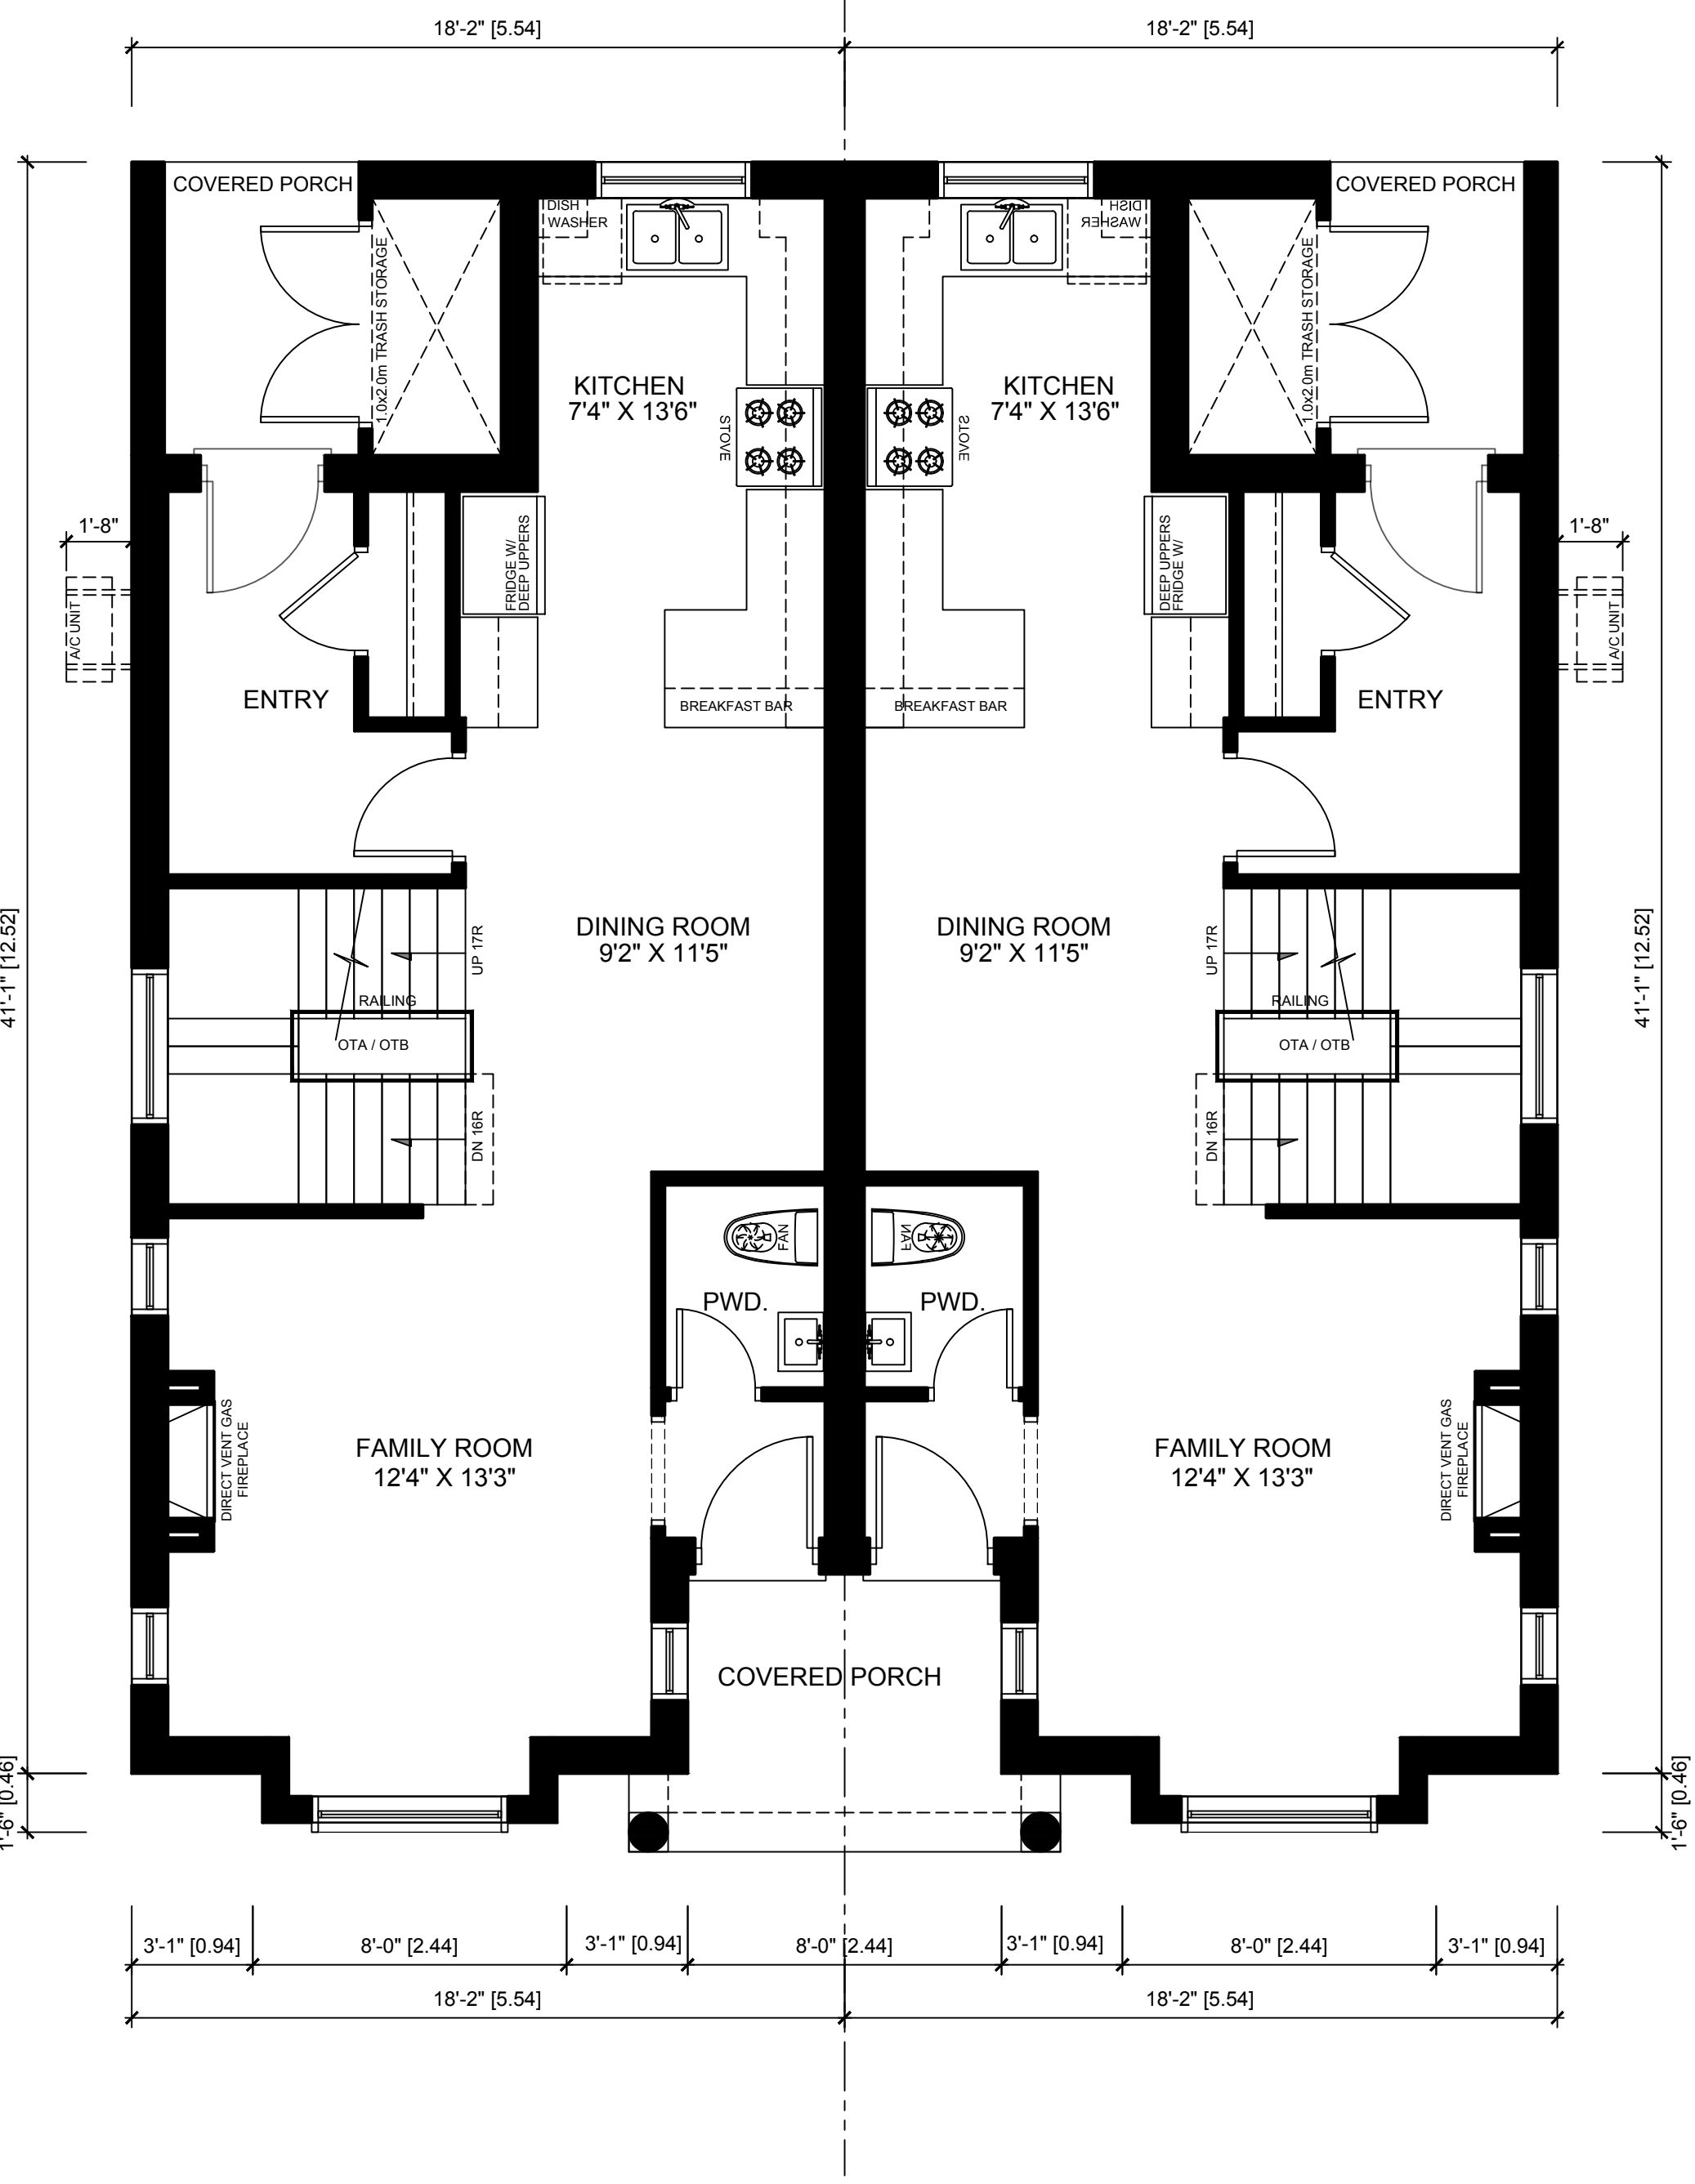 18'-2" [5.54]
18'-2" [5.54]
COVERED PORCH
COVERED PORCH
DISH
WASHER
DISH
WASHER
1.0x2.0m TRASH STORAGE
1.0x2.0m TRASH STORAGE
KITCHEN
7'4" X 13'6"
KITCHEN
7'4" X 13'6"
STOVE
STOVE
1'-8"
1'-8"
FRIDGE W/
DEEP UPPERS
DEEP UPPERS
FRIDGE W/
A/C UNIT
A/C UNIT
ENTRY
ENTRY
BREAKFAST BAR
BREAKFAST BAR
41'-1" [12.52]
41'-1" [12.52]
DINING ROOM
9'2" X 11'5"
DINING ROOM
9'2" X 11'5"
UP 17R
UP 17R
RAILING
RAILING
OTA / OTB
OTA / OTB
DN 16R
DN 16R
FAN
FAN
PWD.
PWD.
DIRECT VENT GAS
FIREPLACE
FAMILY ROOM
12'4" X 13'3"
FAMILY ROOM
12'4" X 13'3"
DIRECT VENT GAS
FIREPLACE
COVERED PORCH
1'-6" [0.46]
1'-6" [0.46]
3'-1" [0.94]
8'-0" [2.44]
3'-1" [0.94]
8'-0" [2.44]
3'-1" [0.94]
8'-0" [2.44]
3'-1" [0.94]
18'-2" [5.54]
18'-2" [5.54]